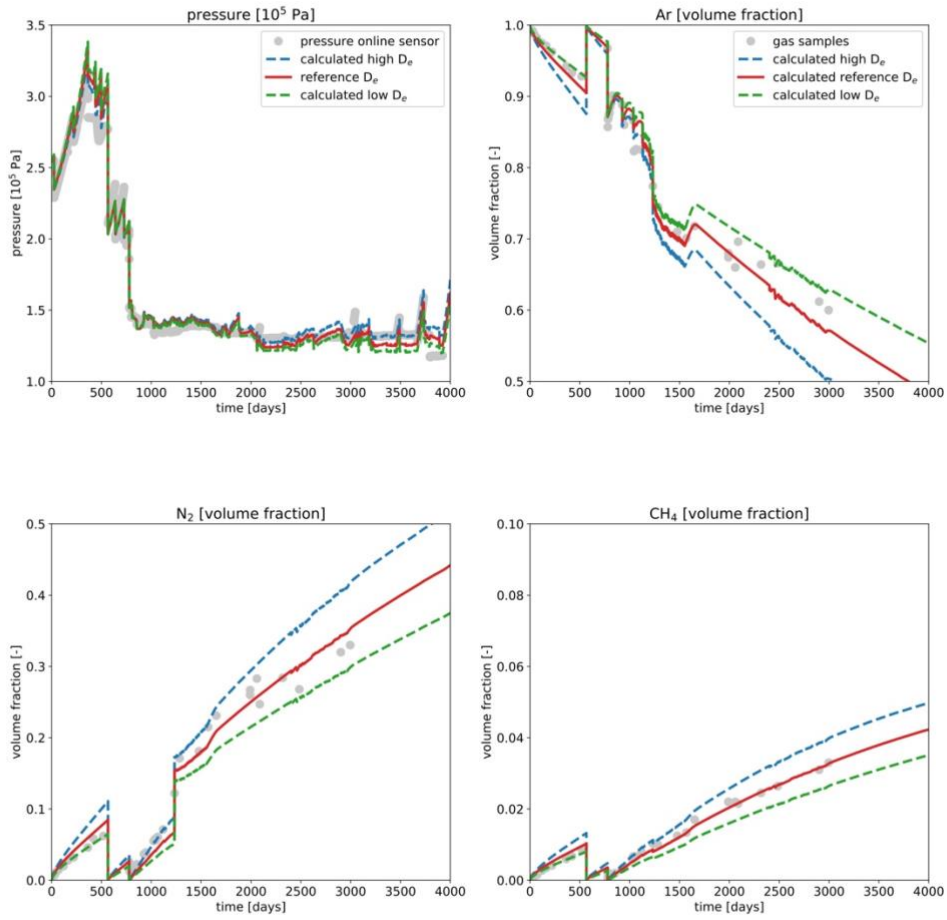 pressure [10⁵ Pa]
3.5
3.0
2.5
2.0
1.5
1.0
pressure [10⁵ Pa]
pressure online sensor
calculated high Dₑ
reference Dₑ
calculated low Dₑ
0 500 1000 1500 2000 2500 3000 3500 4000
time [days]
Ar [volume fraction]
1.0
0.9
0.8
0.7
0.6
0.5
volume fraction [-]
gas samples
calculated high Dₑ
calculated reference Dₑ
calculated low Dₑ
0 500 1000 1500 2000 2500 3000 3500 4000
time [days]
N₂ [volume fraction]
0.5
0.4
0.3
0.2
0.1
0.0
volume fraction [-]
0 500 1000 1500 2000 2500 3000 3500 4000
time [days]
CH₄ [volume fraction]
0.10
0.08
0.06
0.04
0.02
0.00
volume fraction [-]
0 500 1000 1500 2000 2500 3000 3500 4000
time [days]